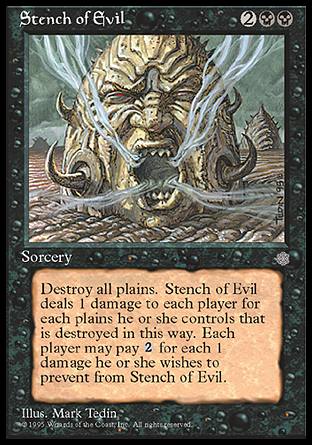 Stench of Evil 2
Sorcery
Destroy all plains. Stench of Evil
deals 1 damage to each player for
each plains he or she controls that
is destroyed in this way. Each
player may pay 2 for each 1
damage he or she wishes to
prevent from Stench of Evil.
Illus. Mark Tedin
© 1995 Wizards of the Coast, Inc. All rights reserved.